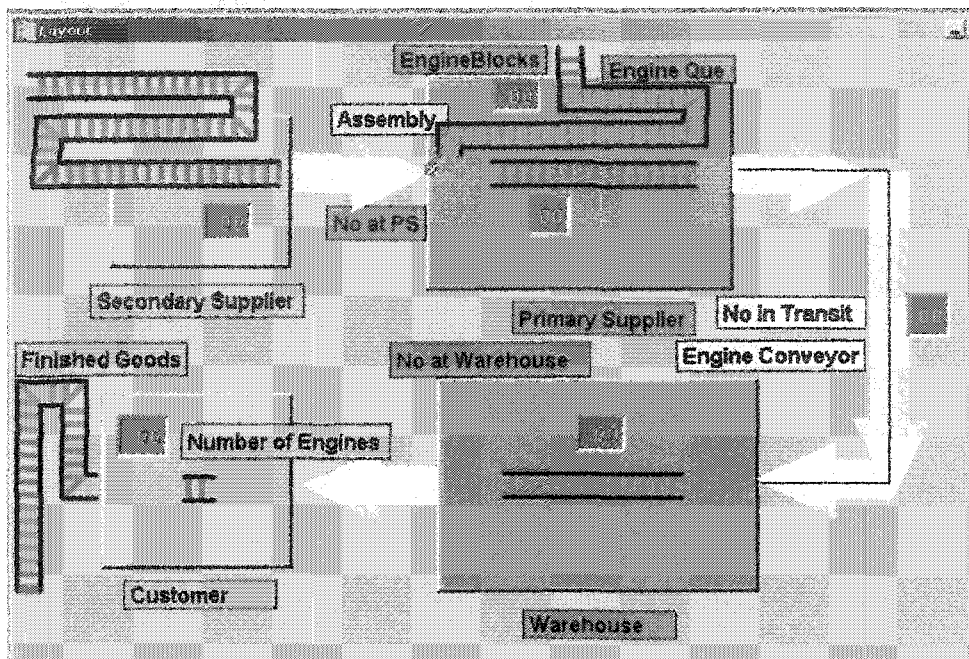 Layout
EngineBlocks
Engine Que
Assembly
No at PS
Secondary Supplier
Primary Supplier
No in Transit
Engine Conveyor
Finished Goods
No at Warehouse
Number of Engines
Customer
Warehouse